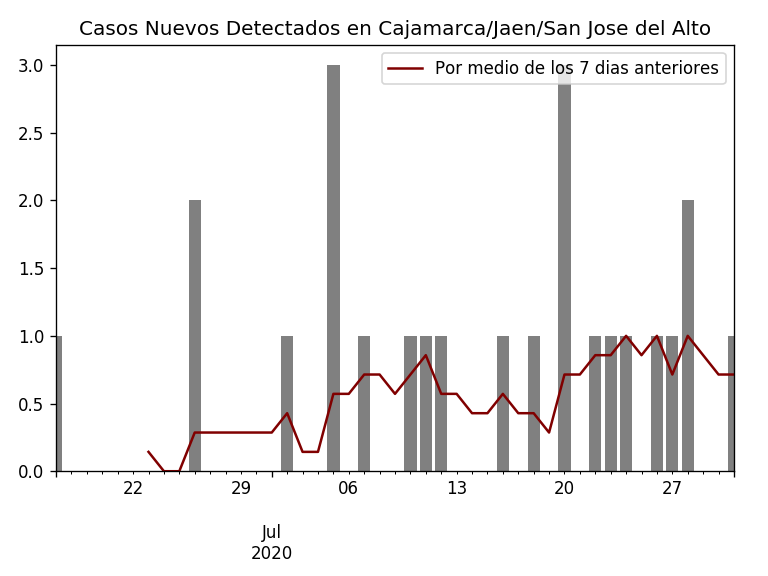 Casos Nuevos Detectados en Cajamarca/Jaen/San Jose del Alto
Por medio de los 7 dias anteriores
3.0
2.5
2.0
1.5
1.0
0.5
0.0
22 29 06 13 20 27
Jul
2020